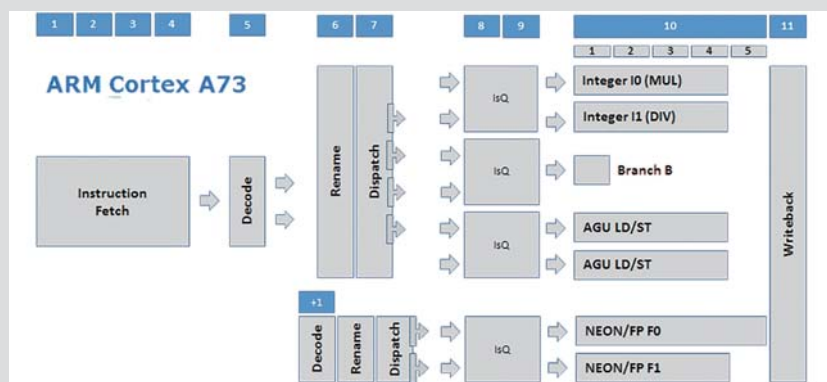 1 2 3 4 5 6 7 8 9 10 11
1 2 3 4 5
ARM Cortex A73
Instruction
Fetch
Decode
Rename
Dispatch
IsQ
Integer I0 (MUL)
Integer I1 (DIV)
IsQ
Branch B
IsQ
AGU LD/ST
AGU LD/ST
Writeback
+1
Decode
Rename
Dispatch
IsQ
NEON/FP F0
NEON/FP F1